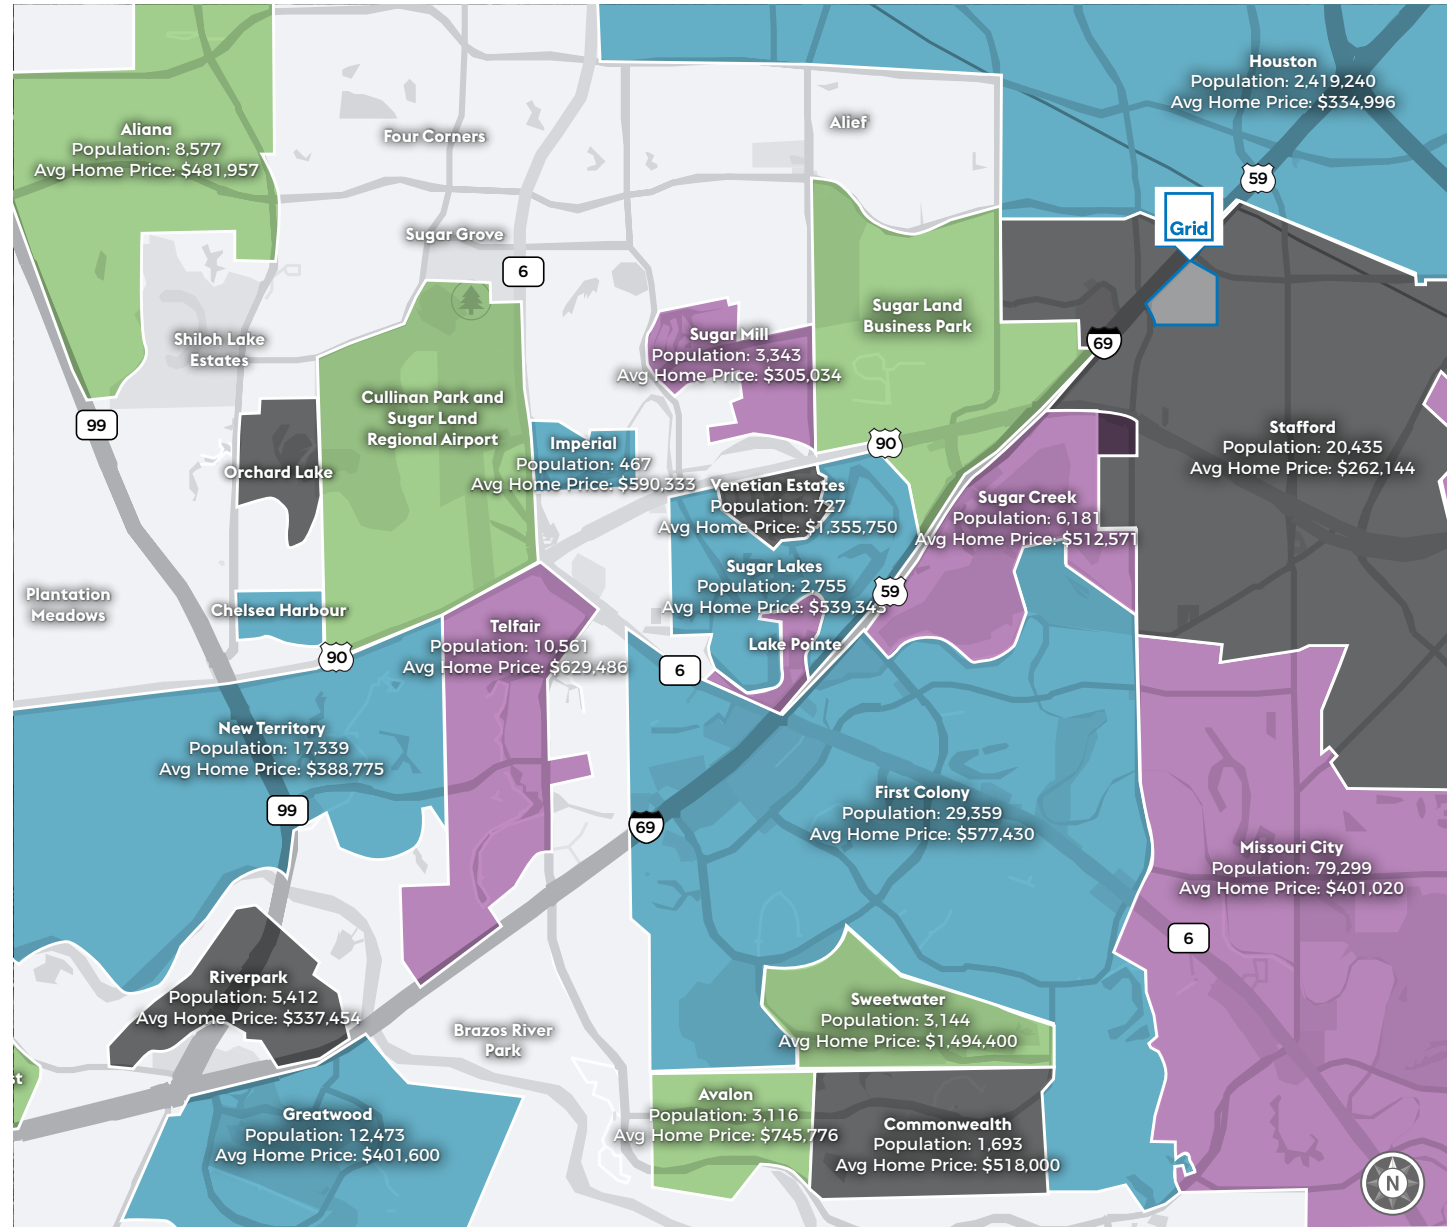 Houston
Population: 2,419,240
Avg Home Price: $334,996
Aliana
Population: 8,577
Avg Home Price: $481,957
Four Corners
Alief
59
Grid
Sugar Grove
6
Sugar Land
Business Park
Shiloh Lake
Estates
Sugar Mill
Population: 3,343
Avg Home Price: $305,034
69
99
Cullinan Park and
Sugar Land
Regional Airport
Stafford
Population: 20,435
Avg Home Price: $262,144
Orchard Lake
Imperial
Population: 467
Avg Home Price: $590,333
90
Venetian Estates
Population: 727
Avg Home Price: $1,355,750
Sugar Creek
Population: 6,181
Avg Home Price: $512,571
Sugar Lakes
Population: 2,755
Avg Home Price: $539,345
59
Plantation
Meadows
Chelsea Harbour
90
Telfair
Population: 10,561
Avg Home Price: $629,486
Lake Pointe
6
New Territory
Population: 17,339
Avg Home Price: $388,775
99
69
First Colony
Population: 29,359
Avg Home Price: $577,430
Missouri City
Population: 79,299
Avg Home Price: $401,020
6
Riverpark
Population: 5,412
Avg Home Price: $337,454
Brazos River
Park
Sweetwater
Population: 3,144
Avg Home Price: $1,494,400
st
Greatwood
Population: 12,473
Avg Home Price: $401,600
Avalon
Population: 3,116
Avg Home Price: $745,776
Commonwealth
Population: 1,693
Avg Home Price: $518,000
N